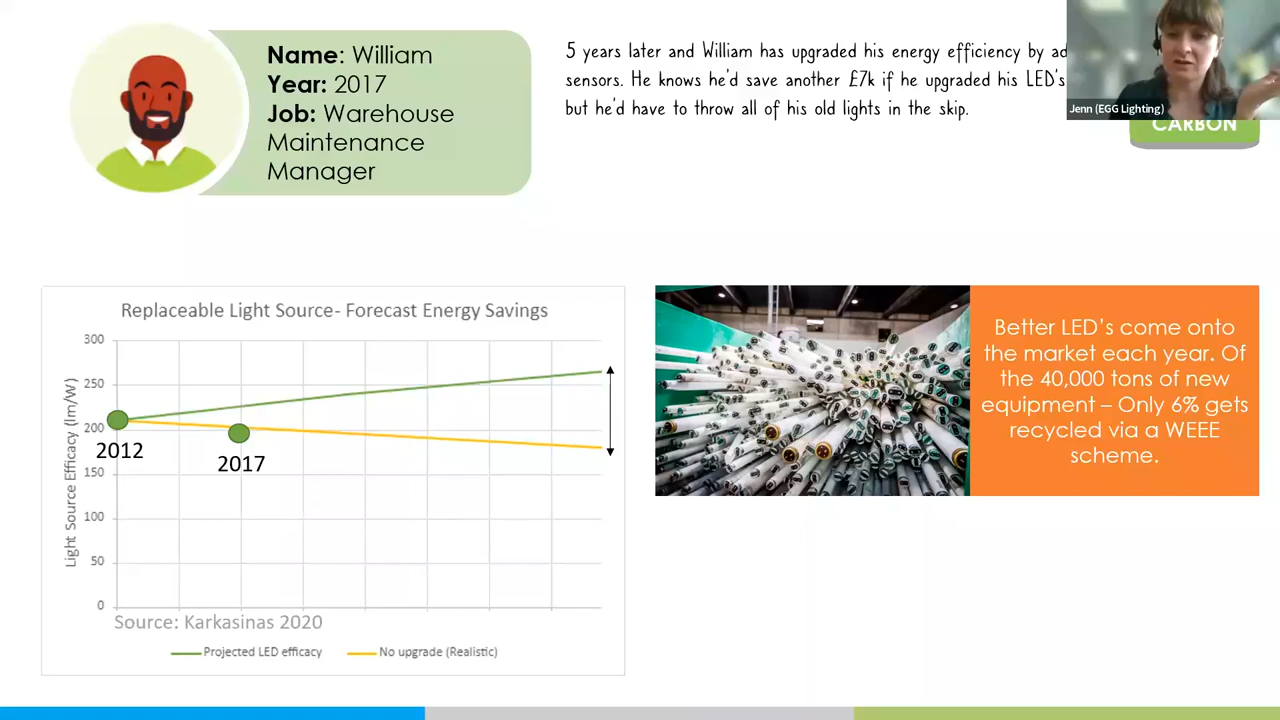 Name: William
Year: 2017
Job: Warehouse
Maintenance
Manager
5 years later and William has upgraded his energy efficiency by
sensors. He knows he'd save another £7k if he upgraded his LED's
but he'd have to throw all of his old lights in the skip.
Jenn (EGG Lighting)
CARBON
Replaceable Light Source- Forecast Energy Savings
Light Source Efficacy (lm/W)
300
250
200
150
100
50
0
2012
2017
Source: Karkasinas 2020
Projected LED efficacy
No upgrade (Realistic)
Better LED's come onto
the market each year. Of
the 40,000 tons of new
equipment – Only 6% gets
recycled via a WEEE
scheme.